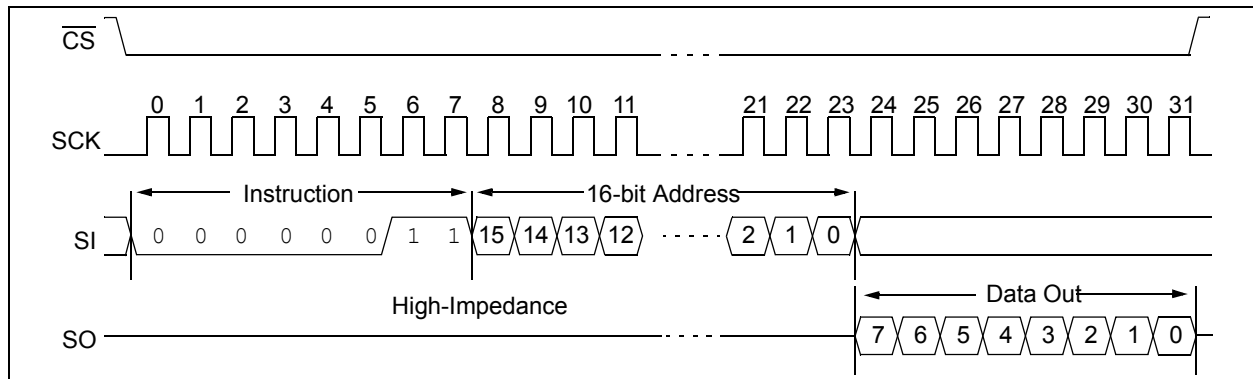 CS
0 1 2 3 4 5 6 7 8 9 10 11 21 22 23 24 25 26 27 28 29 30 31
SCK
Instruction 16-bit Address
SI 0 0 0 0 0 0 1 1 15 14 13 12 2 1 0
High-Impedance Data Out
SO 7 6 5 4 3 2 1 0